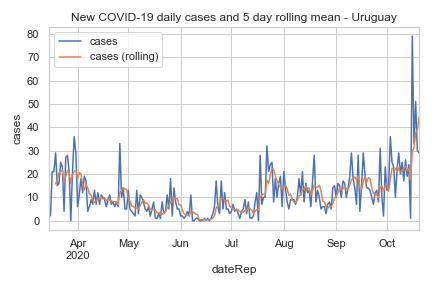 New COVID-19 daily cases and 5 day rolling mean - Uruguay
cases
cases (rolling)
cases
80
70
60
50
40
30
20
10
0
Apr May Jun Jul Aug Sep Oct
2020
dateRep